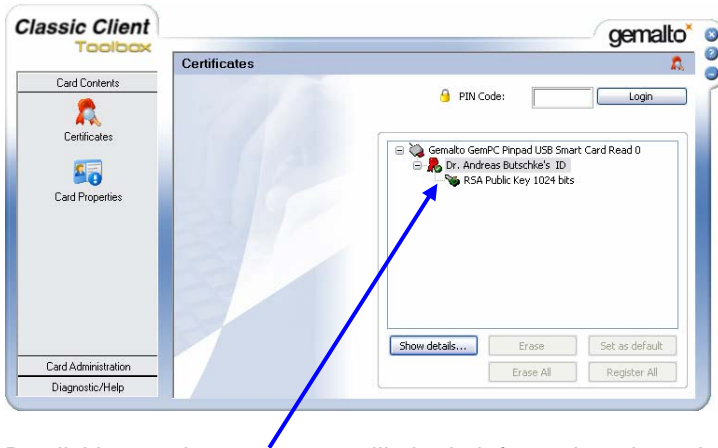 Classic Client
Toolbox
gemalto
Certificates
Card Contents
Certificates
Card Properties
Card Administration
Diagnostic/Help
PIN Code:
Login
Gemalto GemPC Pinpad USB Smart Card Read 0
Dr. Andreas Butschke's ID
RSA Public Key 1024 bits
Show details...
Erase
Set as default
Erase All
Register All